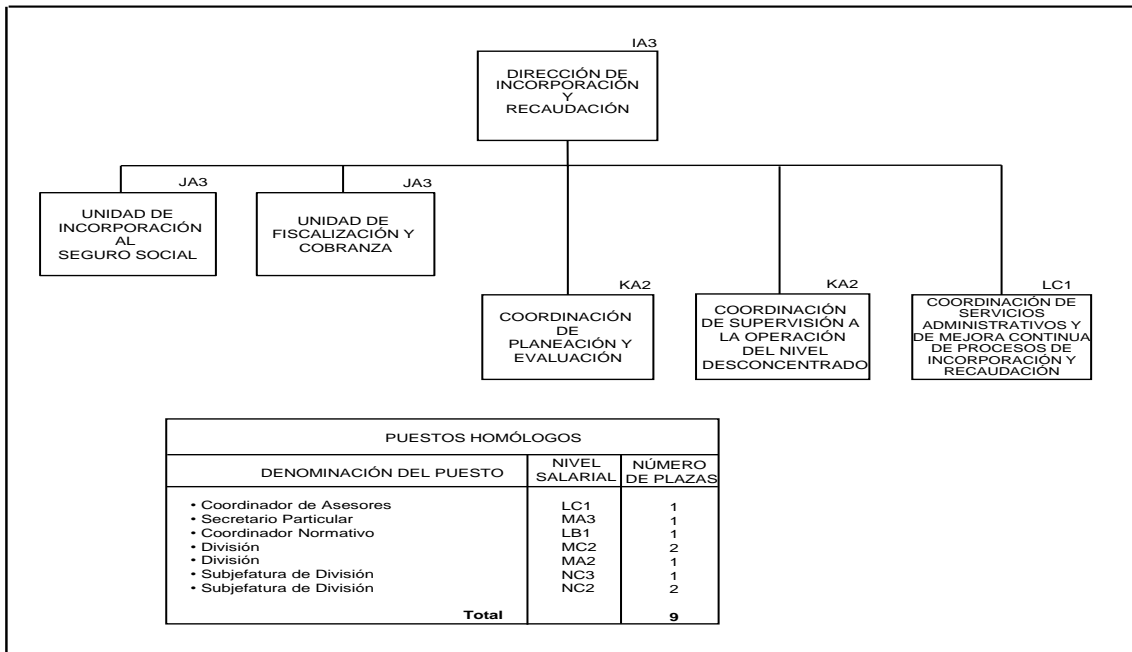 IA3
DIRECCIÓN DE
INCORPORACIÓN
Y
RECAUDACIÓN
JA3
UNIDAD DE
INCORPORACIÓN
AL
SEGURO SOCIAL
JA3
UNIDAD DE
FISCALIZACIÓN Y
COBRANZA
KA2
COORDINACIÓN
DE
PLANEACIÓN Y
EVALUACIÓN
KA2
COORDINACIÓN
DE SUPERVISIÓN A
LA OPERACIÓN
DEL NIVEL
DESCONCENTRADO
LC1
COORDINACIÓN DE
SERVICIOS
ADMINISTRATIVOS Y
DE MEJORA CONTINUA
DE PROCESOS DE
INCORPORACIÓN Y
RECAUDACIÓN
PUESTOS HOMÓLOGOS
DENOMINACIÓN DEL PUESTO NIVEL SALARIAL NÚMERO DE PLAZAS
• Coordinador de Asesores LC1 1
• Secretario Particular MA3 1
• Coordinador Normativo LB1 1
• División MC2 2
• División MA2 1
• Subjefatura de División NC3 1
• Subjefatura de División NC2 2
Total 9